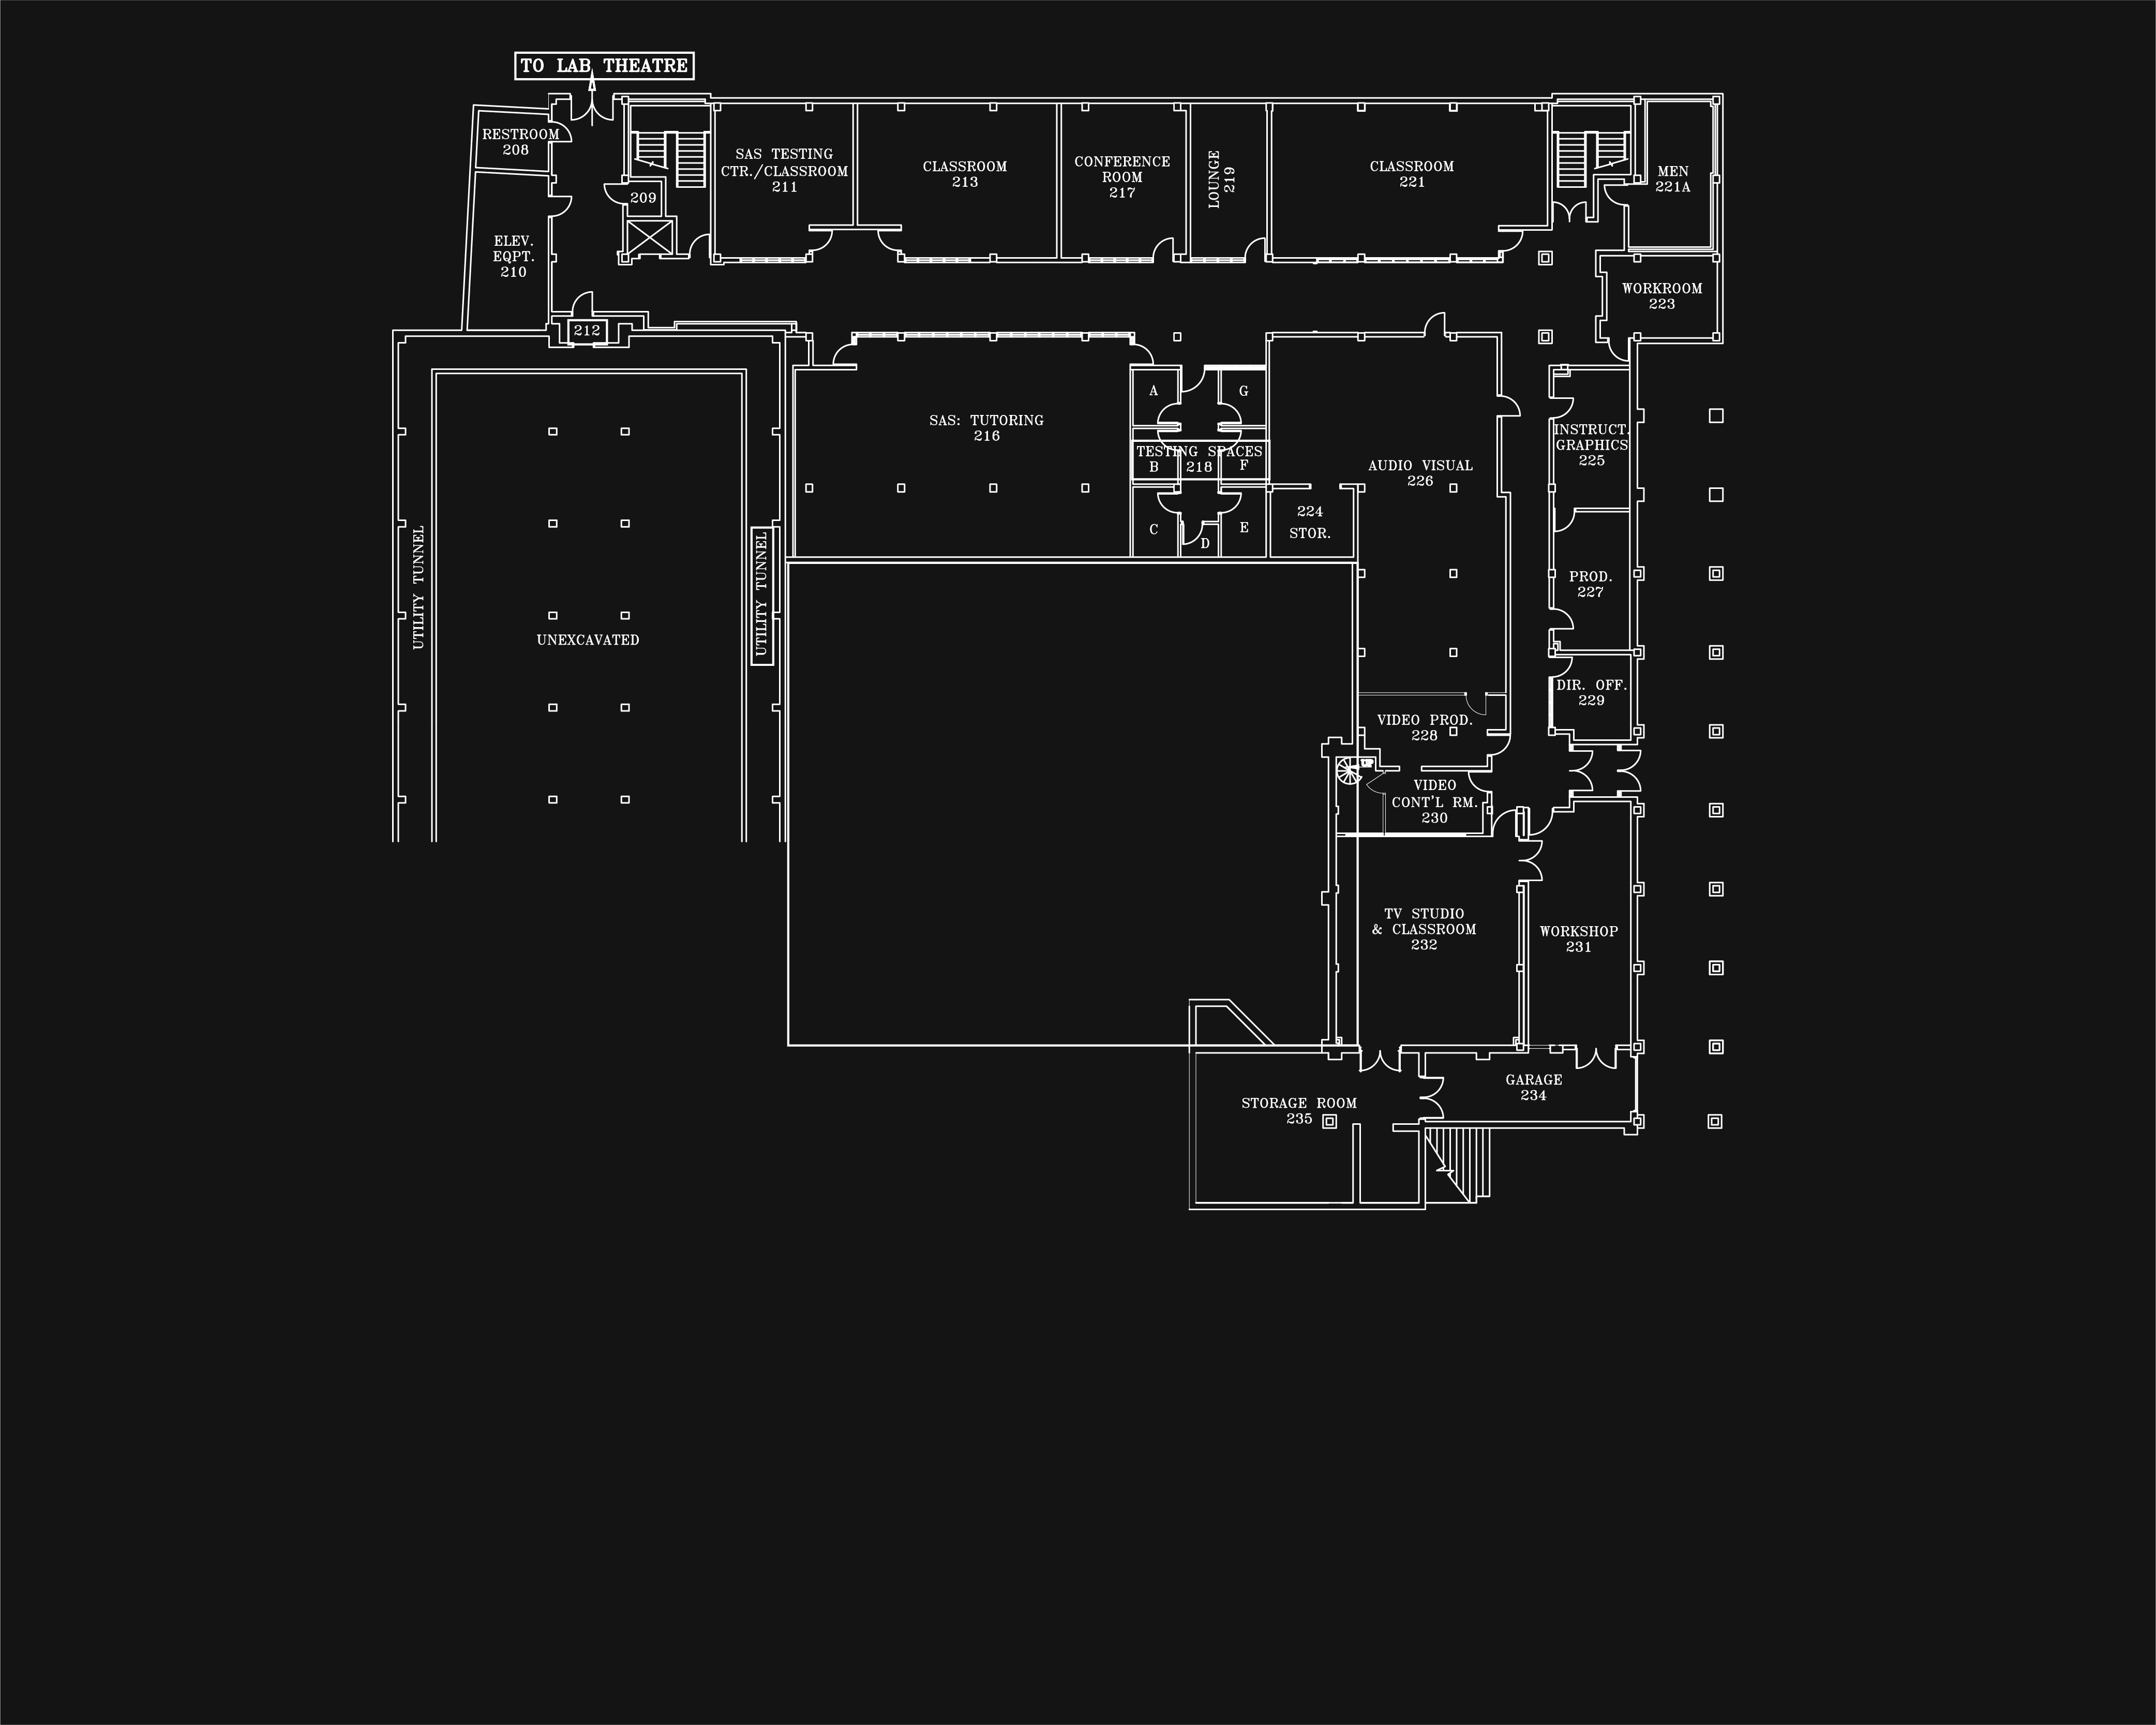 TO LAB THEATRE
RESTROOM
208
209
ELEV.
EQPT.
210
212
SAS TESTING
CTR./CLASSROOM
211
CLASSROOM
213
CONFERENCE
ROOM
217
LOUNGE
219
CLASSROOM
221
MEN
221A
WORKROOM
223
SAS: TUTORING
216
A
G
TESTING SPACES
B
218
F
C
D
E
224
STOR.
AUDIO VISUAL
226
INSTRUCT.
GRAPHICS
225
PROD.
227
DIR. OFF.
229
UTILITY TUNNEL
UNEXCAVATED
UTILITY TUNNEL
VIDEO PROD.
228
UP
VIDEO
CONT'L RM.
230
TV STUDIO
& CLASSROOM
232
WORKSHOP
231
GARAGE
234
STORAGE ROOM
235